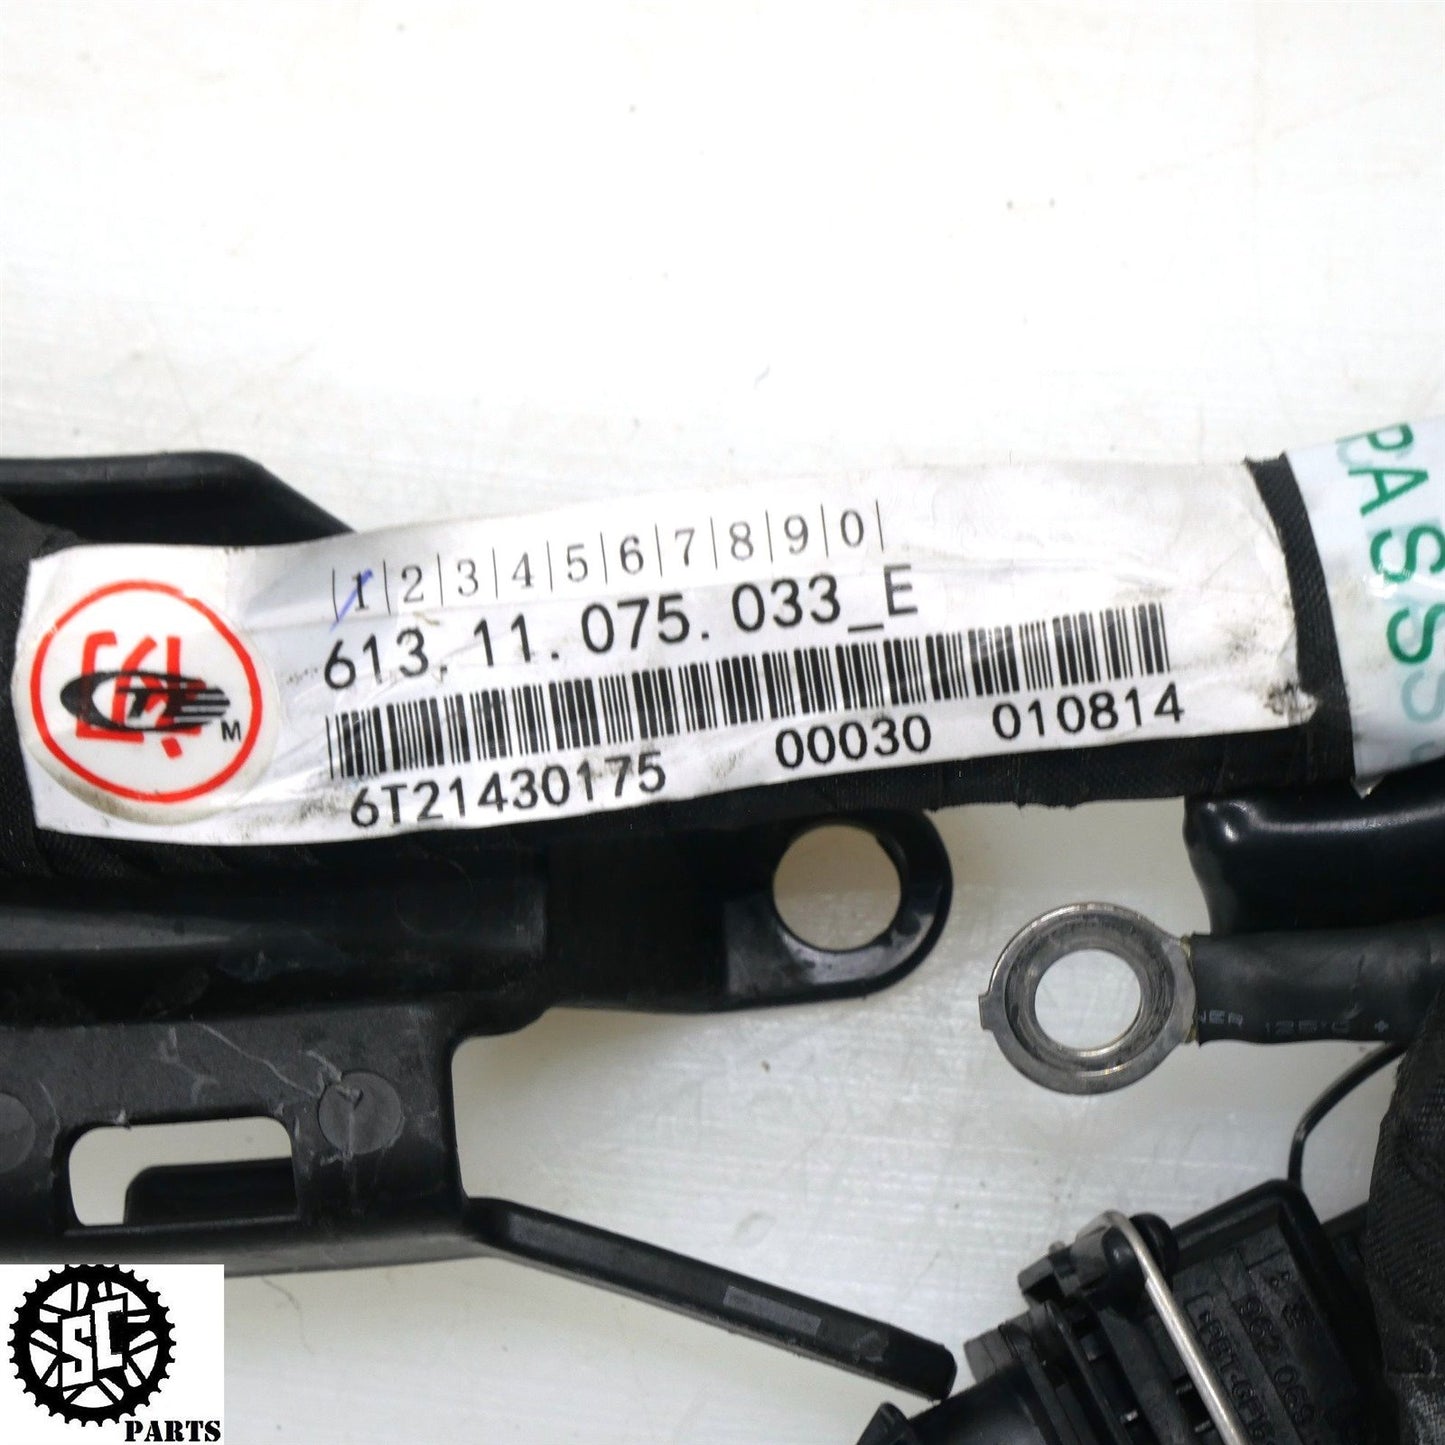 |1|2|3|4|5|6|7|8|9|0|
613.11.075.033_E
6T21430175 00030 010814
M
PASS
SC
PARTS